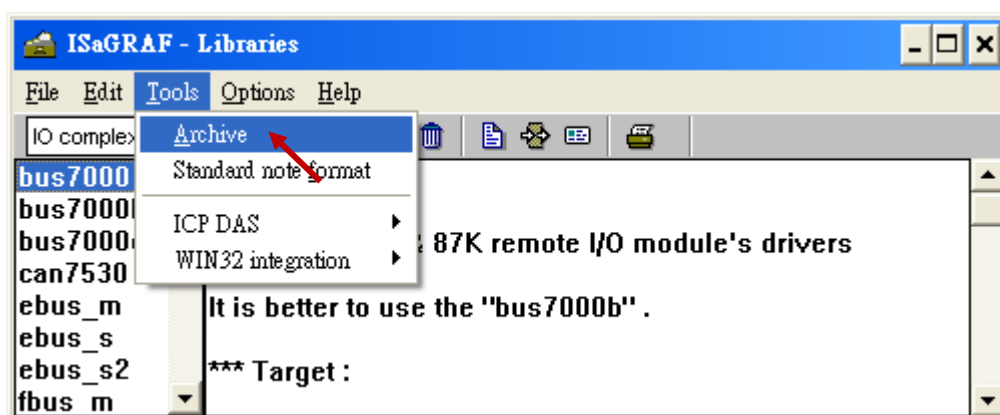 ISaGRAF - Libraries
File Edit Tools Options Help
IO complex
Archive
Standard note format
ICP DAS
WIN32 integration
bus7000
bus7000
bus7000
can7530
ebus_m
ebus_s
ebus_s2
fbus_m
& 87K remote I/O module's drivers
It is better to use the "bus7000b" .
*** Target :